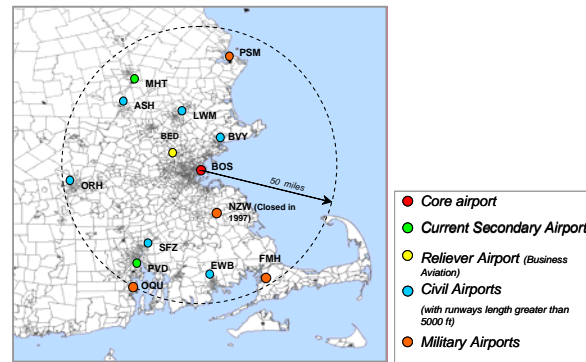 PSM
MHT
ASH
LWM
BED
BVY
BOS
50 miles
ORH
NZW (Closed in
1997)
SFZ
PVD
EWB
FMH
OQU
Core airport
Current Secondary Airport
Reliever Airport (Business
Aviation)
Civil Airports
(with runways length greater than
5000 ft)
Military Airports